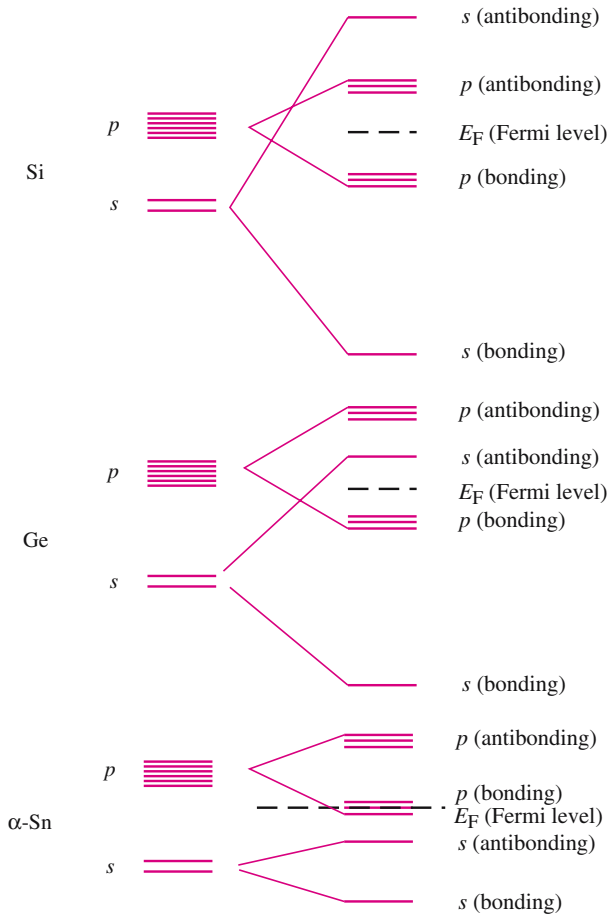 s (antibonding)
p (antibonding)
p
E_F (Fermi level)
Si
p (bonding)
s
s (bonding)
p (antibonding)
s (antibonding)
p
E_F (Fermi level)
p (bonding)
Ge
s
s (bonding)
p (antibonding)
p
p (bonding)
E_F (Fermi level)
α-Sn
s (antibonding)
s
s (bonding)